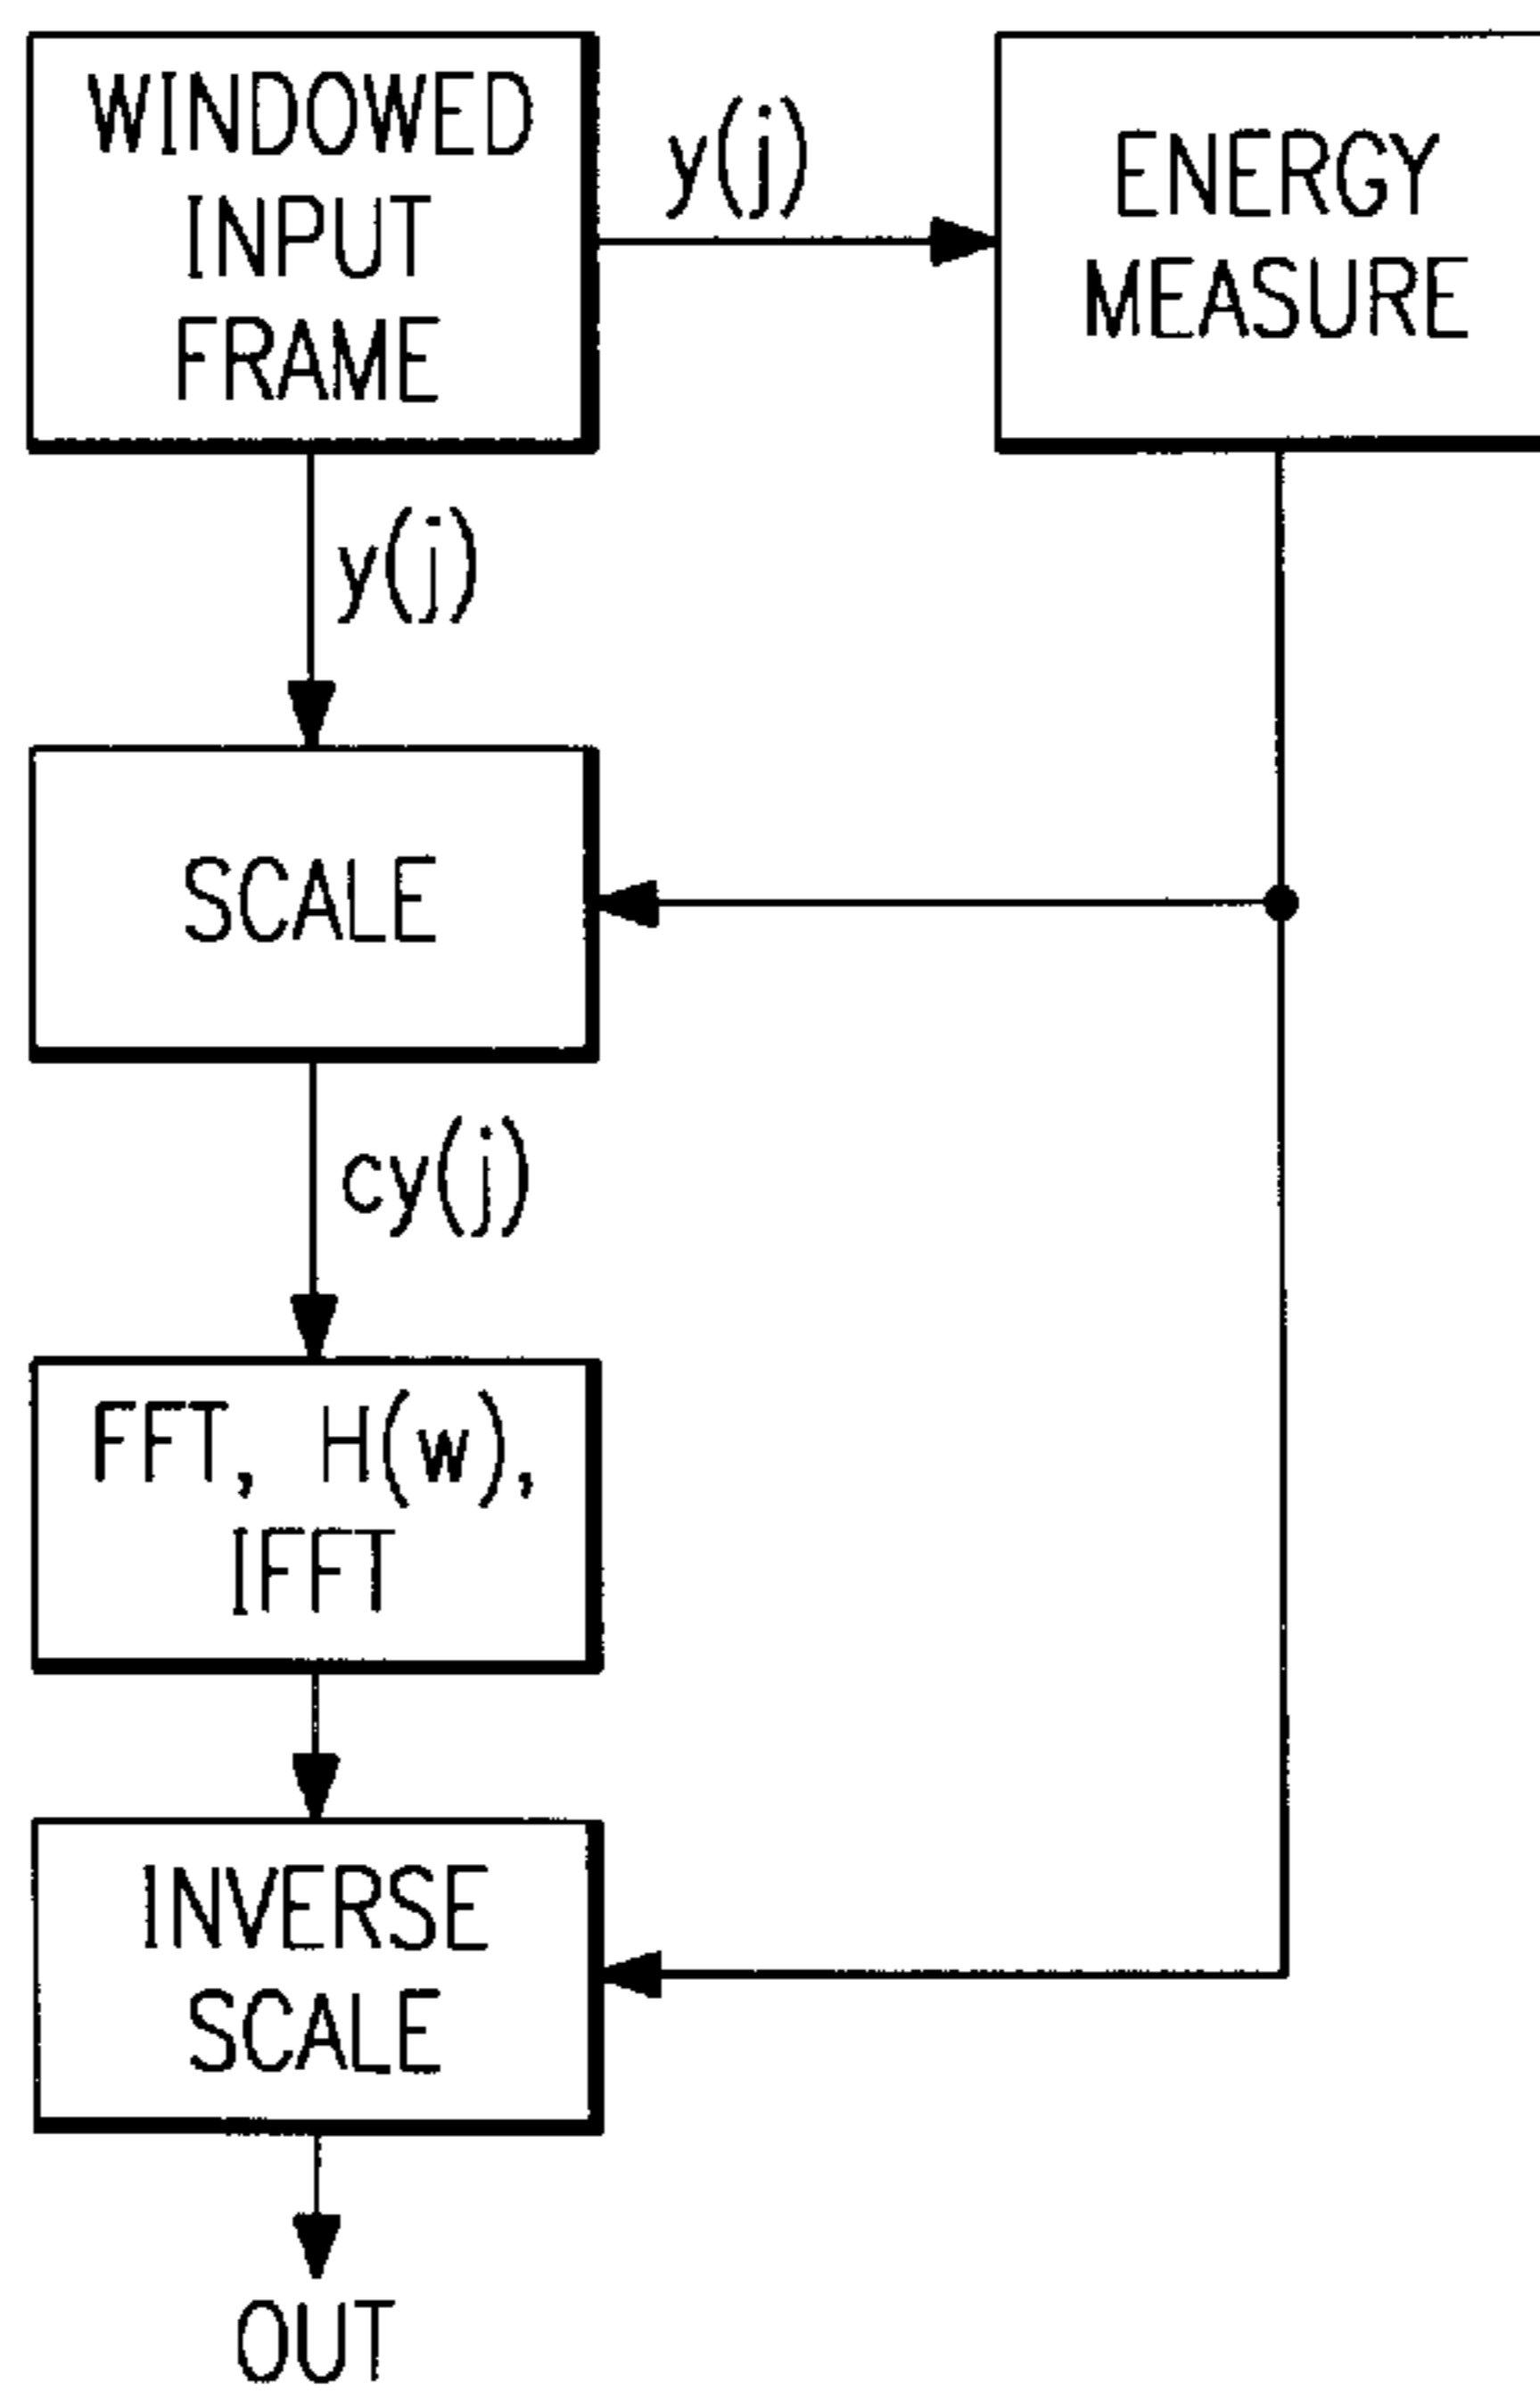 WINDOWED
INPUT
FRAME
y(j)
ENERGY
MEASURE
y(j)
SCALE
cy(j)
FFT, H(w),
IFFT
INVERSE
SCALE
OUT